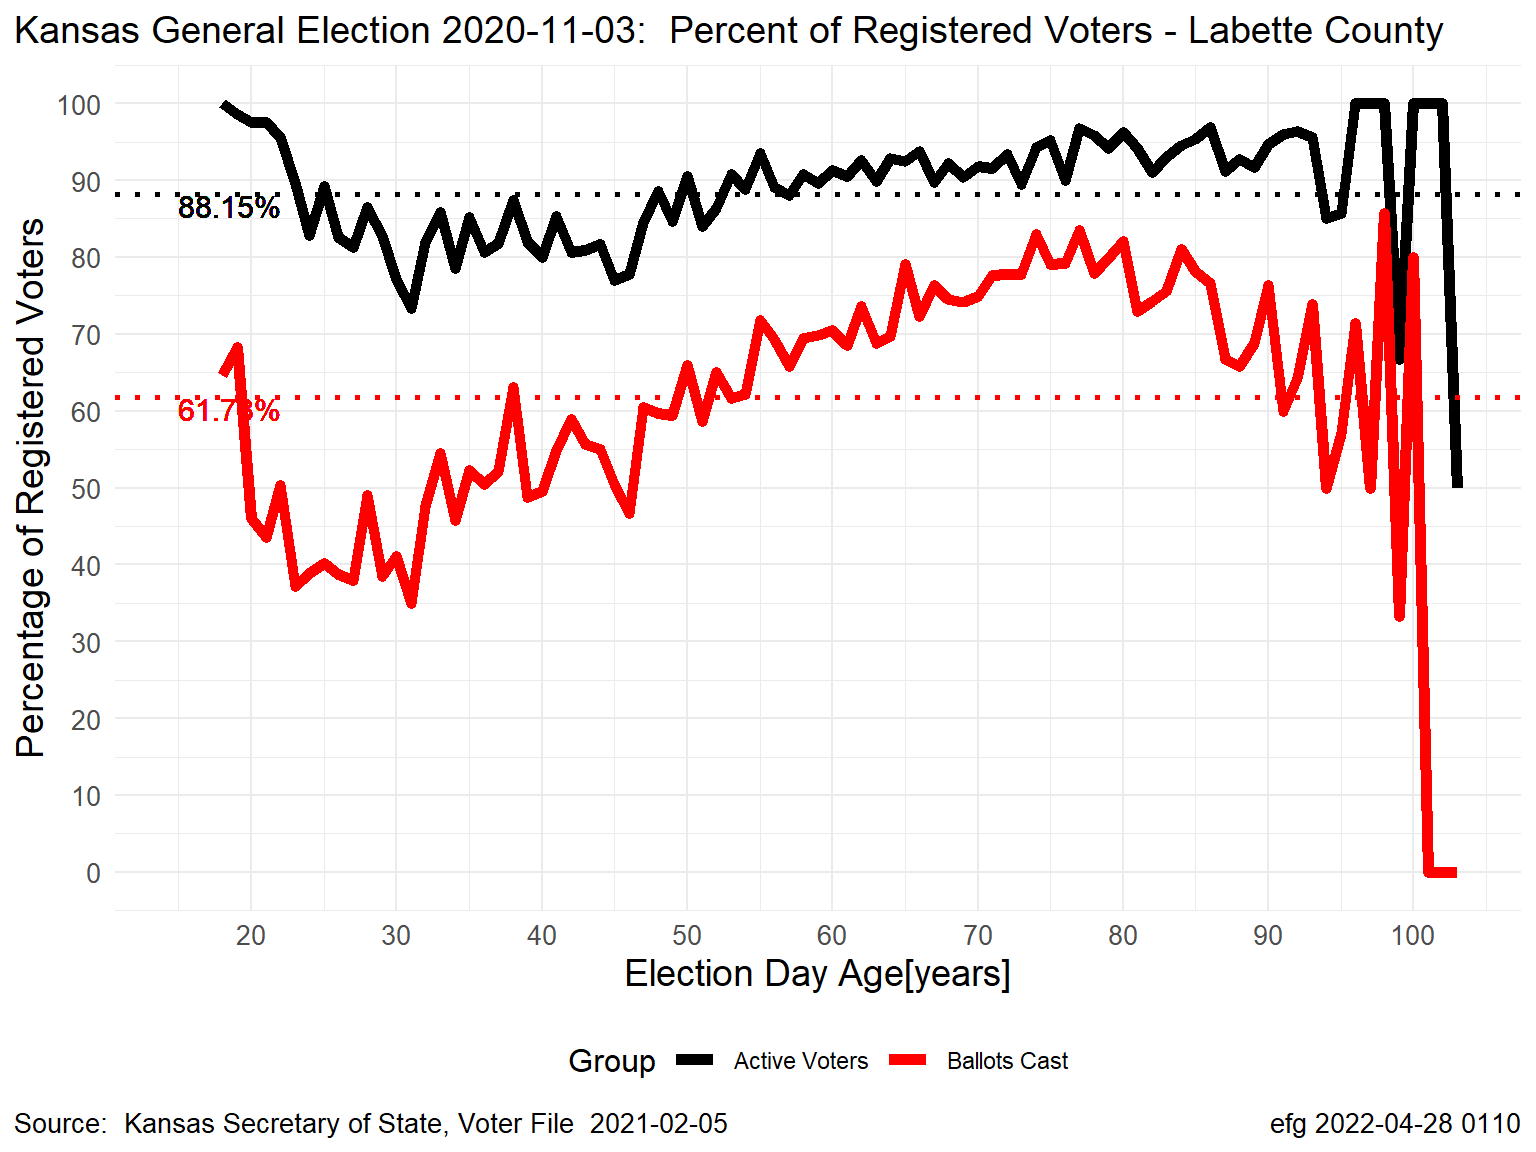 Kansas General Election 2020-11-03:  Percent of Registered Voters - Labette County
Percentage of Registered Voters
100
90
80
70
60
50
40
30
20
10
0
88.15%
61.73%
20 30 40 50 60 70 80 90 100
Election Day Age[years]
Group Active Voters Ballots Cast
Source:  Kansas Secretary of State, Voter File  2021-02-05
efg 2022-04-28 0110